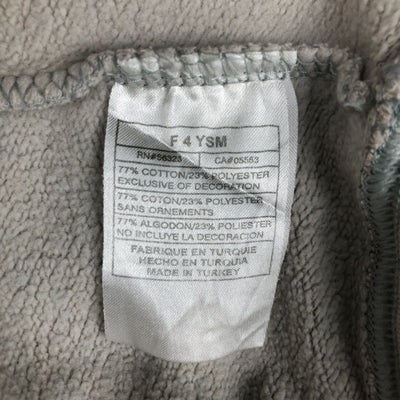 F 4 YSM
RN#56323 CA#05553
77% COTTON/23% POLYESTER
EXCLUSIVE OF DECORATION
77% COTON/23% POLYESTER
SANS ORNEMENTS
77% ALGODON/23% POLIESTER
NO INCLUYE LA DECORACION
FABRIQUE EN TURQUIE
HECHO EN TURQUIA
MADE IN TURKEY